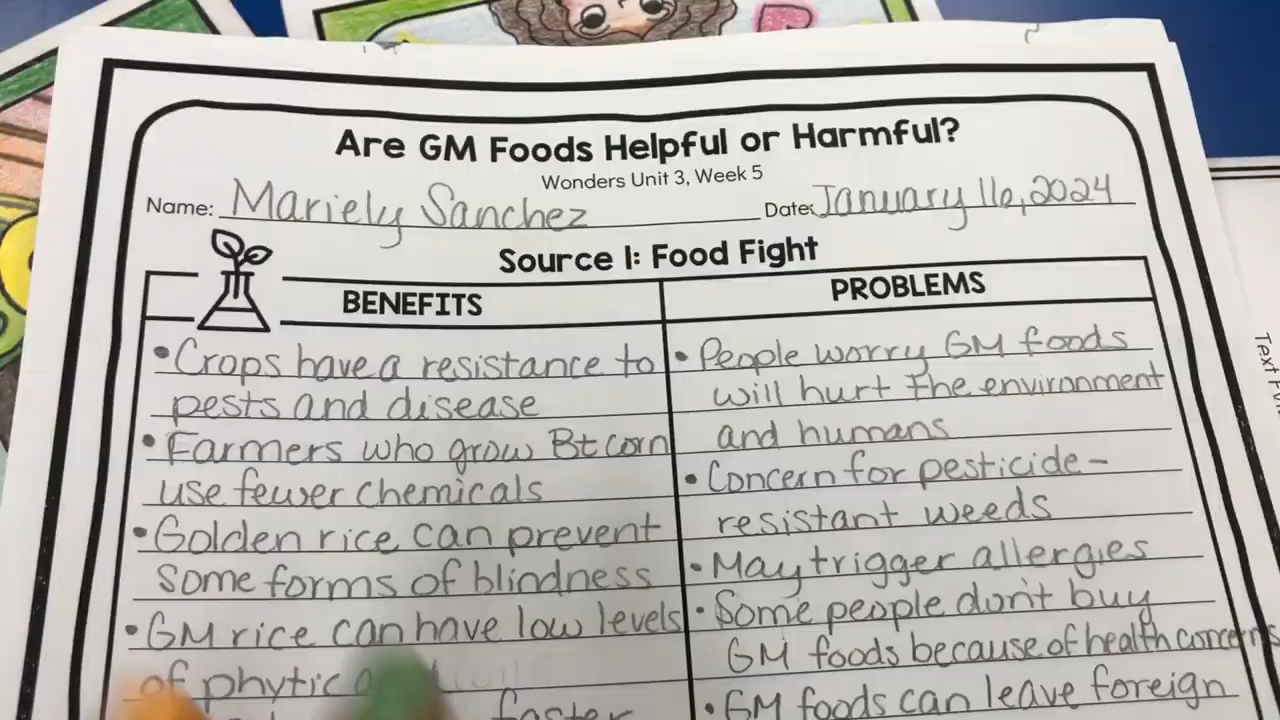 Are GM Foods Helpful or Harmful?
Wonders Unit 3, Week 5
Name: Mariely Sanchez Date: January 16, 2024
Source 1: Food Fight
BENEFITS
• Crops have a resistance to
pests and disease
• Farmers who grow Bt corn
use fewer chemicals
• Golden rice can prevent
some forms of blindness
• GM rice can have low levels
of phytic
faster
PROBLEMS
• People worry GM foods
will hurt the environment
and humans
• Concern for pesticide-
resistant weeds
• May trigger allergies
• Some people don't buy
GM foods because of health concerns
• GM foods can leave foreign
Text